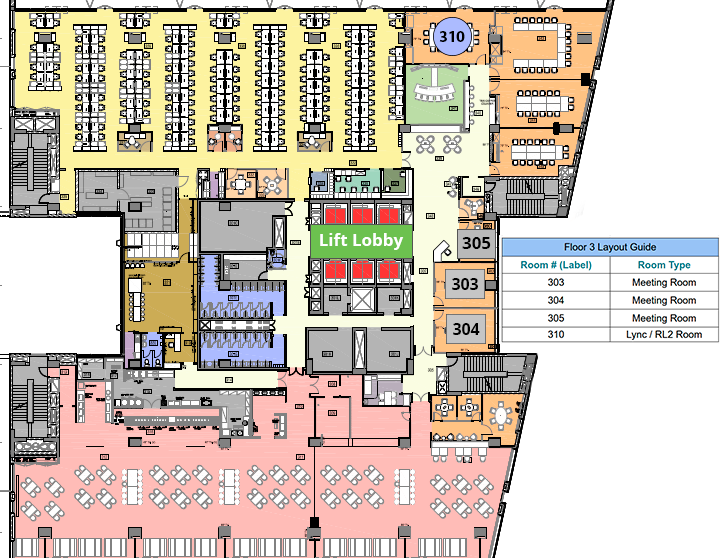 310
Lift Lobby
305
303
304
Floor 3 Layout Guide
Room # (Label) Room Type
303 Meeting Room
304 Meeting Room
305 Meeting Room
310 Lync / RL2 Room